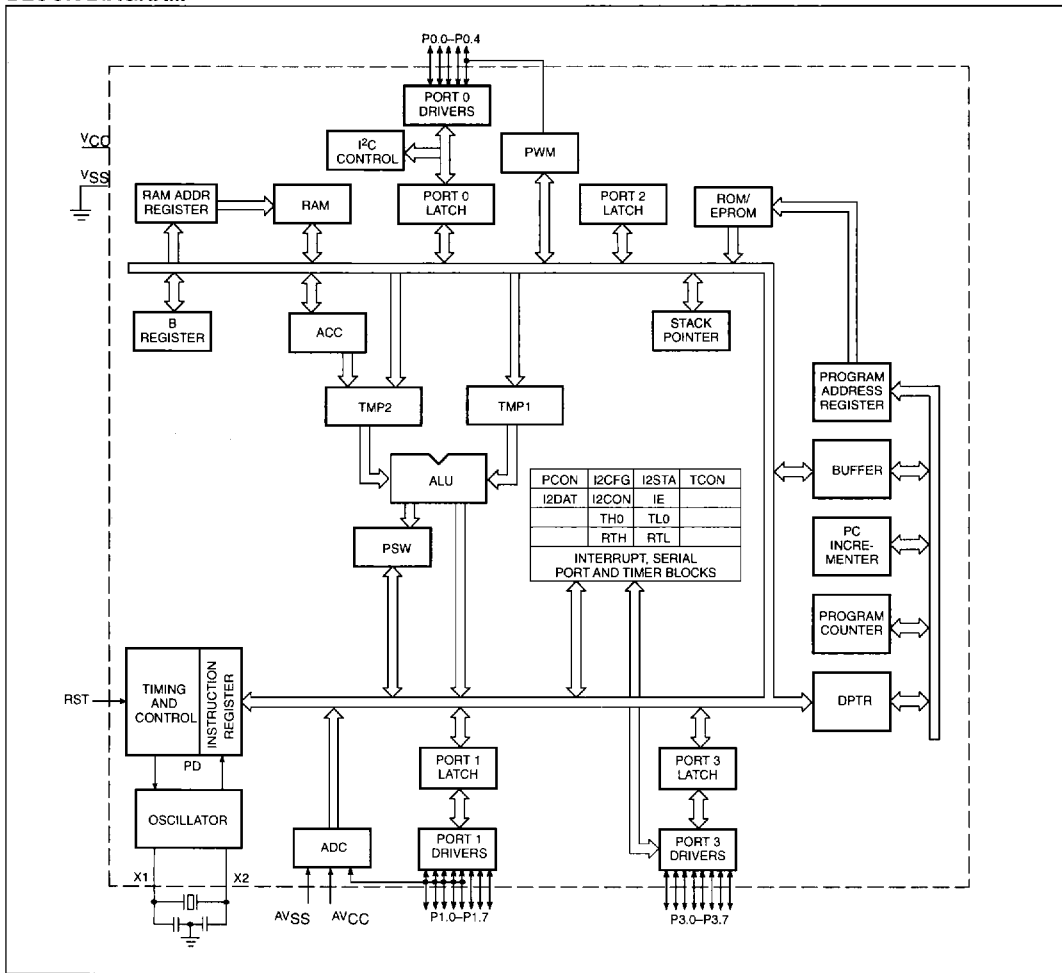 P0.0–P0.4
PORT 0
DRIVERS
VCC
I²C
CONTROL
PWM
VSS
RAM ADDR
REGISTER
RAM
PORT 0
LATCH
PORT 2
LATCH
ROM/
EPROM
B
REGISTER
ACC
STACK
POINTER
PROGRAM
ADDRESS
REGISTER
TMP2
TMP1
ALU
BUFFER
PCON I2CFG I2STA TCON
I2DAT I2CON IE
TH0 TL0
RTH RTL
INTERRUPT, SERIAL
PORT AND TIMER BLOCKS
PSW
PC
INCRE-
MENTER
PROGRAM
COUNTER
RST
TIMING
AND
CONTROL
INSTRUCTION
REGISTER
DPTR
PD
PORT 1
LATCH
PORT 3
LATCH
OSCILLATOR
ADC
PORT 1
DRIVERS
PORT 3
DRIVERS
X1
X2
AVSS
AVCC
P1.0–P1.7
P3.0–P3.7